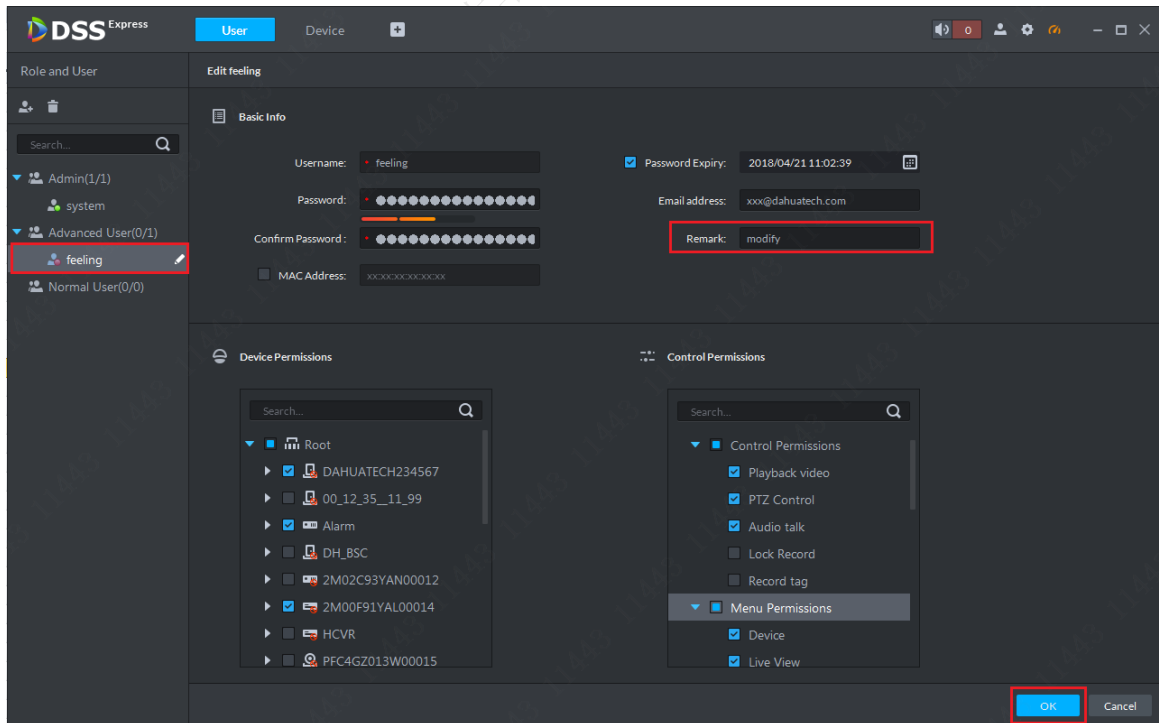 DSS Express
User
Device
0
Role and User
Edit feeling
Basic Info
Search...
Username: * feeling
Password Expiry: 2018/04/21 11:02:39
Admin(1/1)
Password: *
Email address: xxx@dahuatech.com
system
Advanced User(0/1)
Confirm Password : *
Remark: modify
feeling
MAC Address: xx:xx:xx:xx:xx:xx
Normal User(0/0)
Device Permissions
Search...
Root
DAHUATECH234567
00_12_35__11_99
Alarm
DH_BSC
2M02C93YAN00012
2M00F91YAL00014
HCVR
PFC4GZ013W00015
Control Permissions
Search...
Control Permissions
Playback video
PTZ Control
Audio talk
Lock Record
Record tag
Menu Permissions
Device
Live View
OK
Cancel
11443 11443 11443